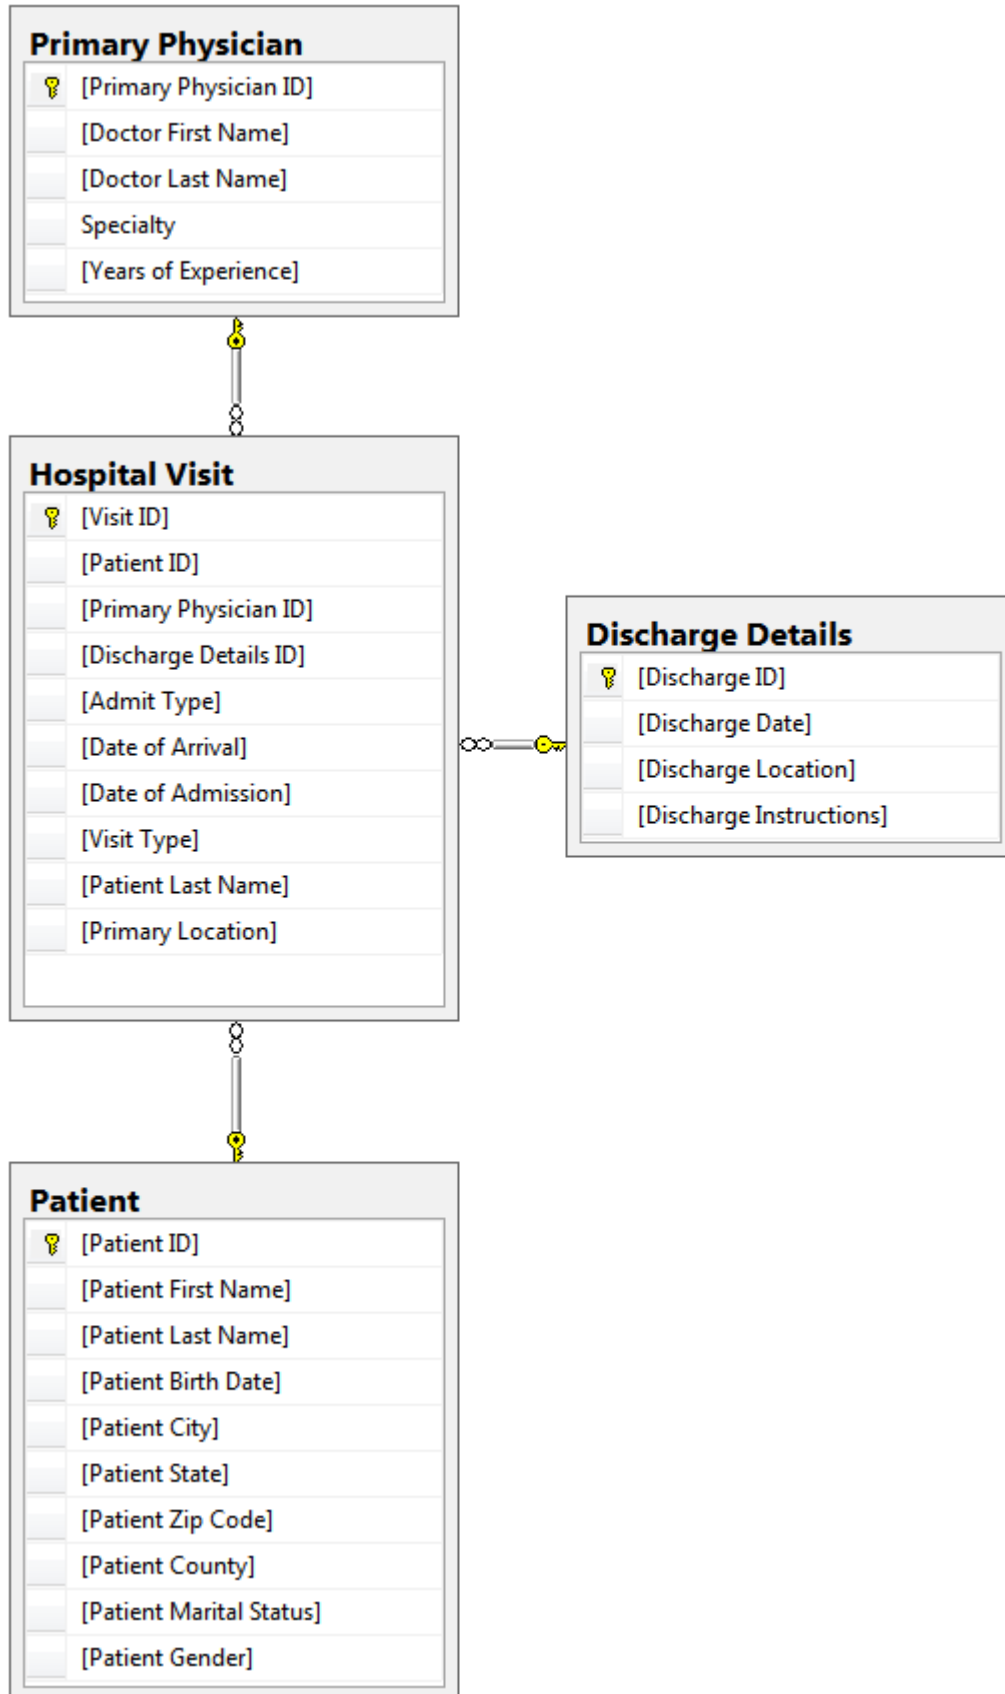 Primary Physician
[Primary Physician ID]
[Doctor First Name]
[Doctor Last Name]
Specialty
[Years of Experience]
Hospital Visit
[Visit ID]
[Patient ID]
[Primary Physician ID]
[Discharge Details ID]
[Admit Type]
[Date of Arrival]
[Date of Admission]
[Visit Type]
[Patient Last Name]
[Primary Location]
Discharge Details
[Discharge ID]
[Discharge Date]
[Discharge Location]
[Discharge Instructions]
Patient
[Patient ID]
[Patient First Name]
[Patient Last Name]
[Patient Birth Date]
[Patient City]
[Patient State]
[Patient Zip Code]
[Patient County]
[Patient Marital Status]
[Patient Gender]